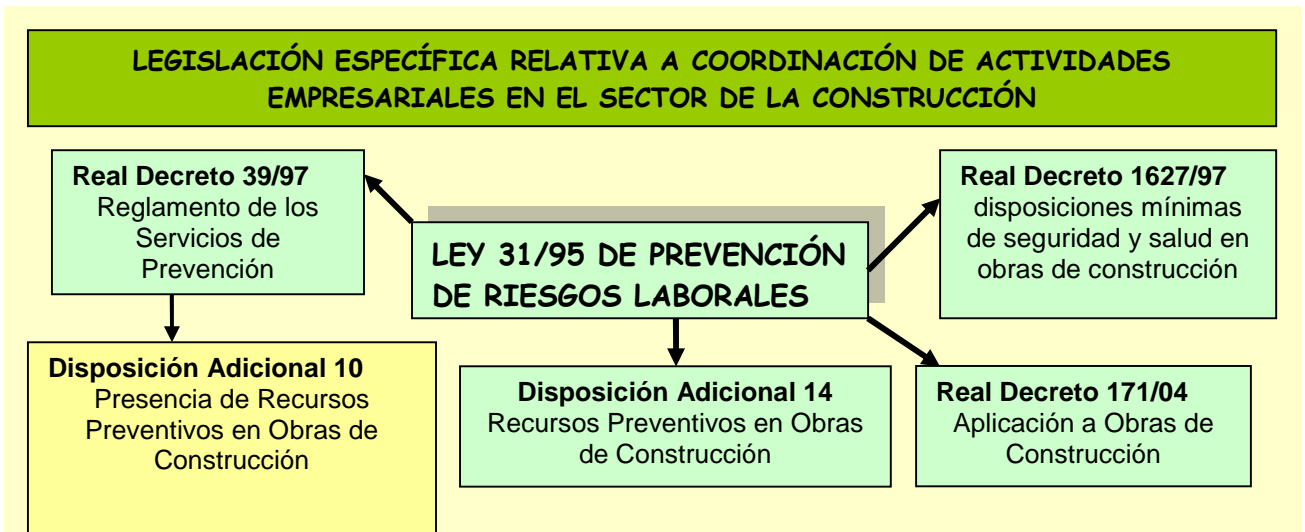 LEGISLACIÓN ESPECÍFICA RELATIVA A COORDINACIÓN DE ACTIVIDADES
EMPRESARIALES EN EL SECTOR DE LA CONSTRUCCIÓN
Real Decreto 39/97
Reglamento de los
Servicios de
Prevención
LEY 31/95 DE PREVENCIÓN
DE RIESGOS LABORALES
Real Decreto 1627/97
disposiciones mínimas
de seguridad y salud en
obras de construcción
Disposición Adicional 10
Presencia de Recursos
Preventivos en Obras de
Construcción
Disposición Adicional 14
Recursos Preventivos en Obras
de Construcción
Real Decreto 171/04
Aplicación a Obras de
Construcción